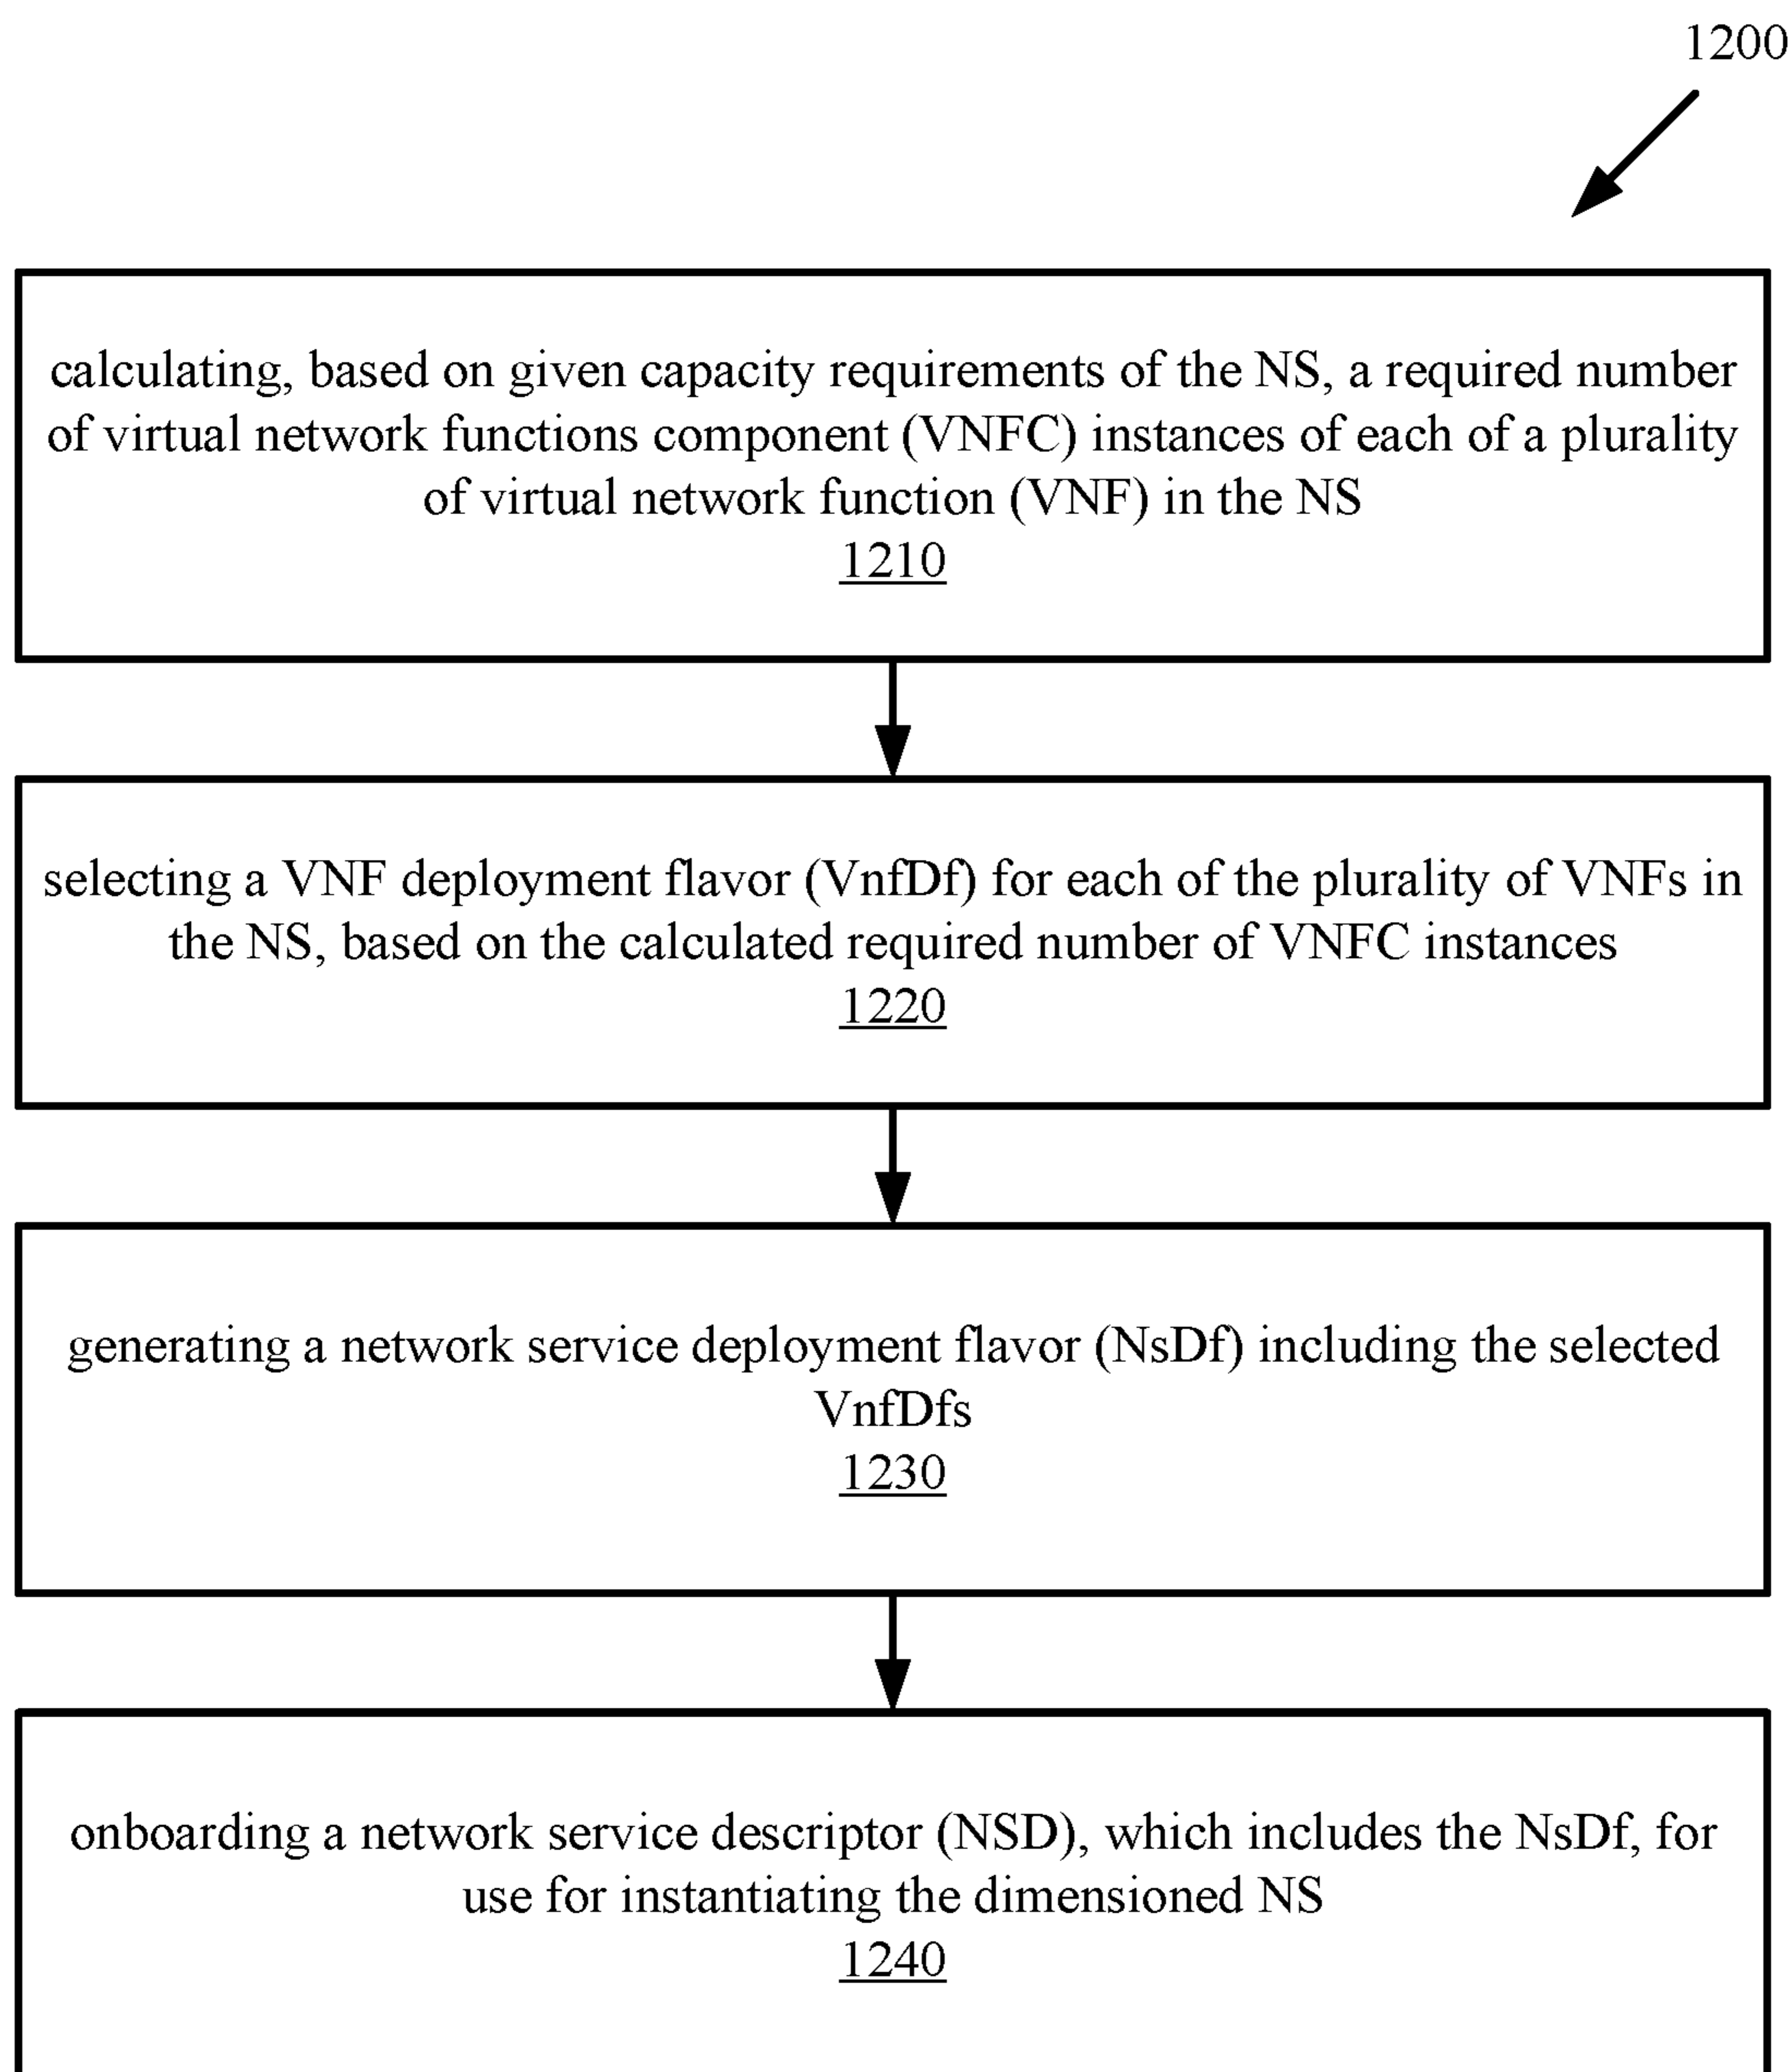 1200
calculating, based on given capacity requirements of the NS, a required number
of virtual network functions component (VNFC) instances of each of a plurality
of virtual network function (VNF) in the NS
1210
selecting a VNF deployment flavor (VnfDf) for each of the plurality of VNFs in
the NS, based on the calculated required number of VNFC instances
1220
generating a network service deployment flavor (NsDf) including the selected
VnfDfs
1230
onboarding a network service descriptor (NSD), which includes the NsDf, for
use for instantiating the dimensioned NS
1240